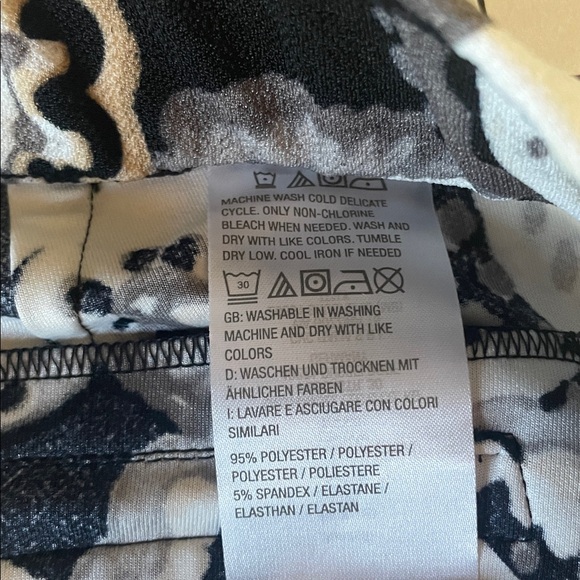 MACHINE WASH COLD DELICATE
CYCLE. ONLY NON-CHLORINE
BLEACH WHEN NEEDED. WASH AND
DRY WITH LIKE COLORS. TUMBLE
DRY LOW. COOL IRON IF NEEDED
30
GB: WASHABLE IN WASHING
MACHINE AND DRY WITH LIKE
COLORS
D: WASCHEN UND TROCKNEN MIT
ÄHNLICHEN FARBEN
I: LAVARE E ASCIUGARE CON COLORI
SIMILARI
95% POLYESTER / POLYESTER /
POLYESTER / POLIESTERE
5% SPANDEX / ELASTANE /
ELASTHAN / ELASTAN